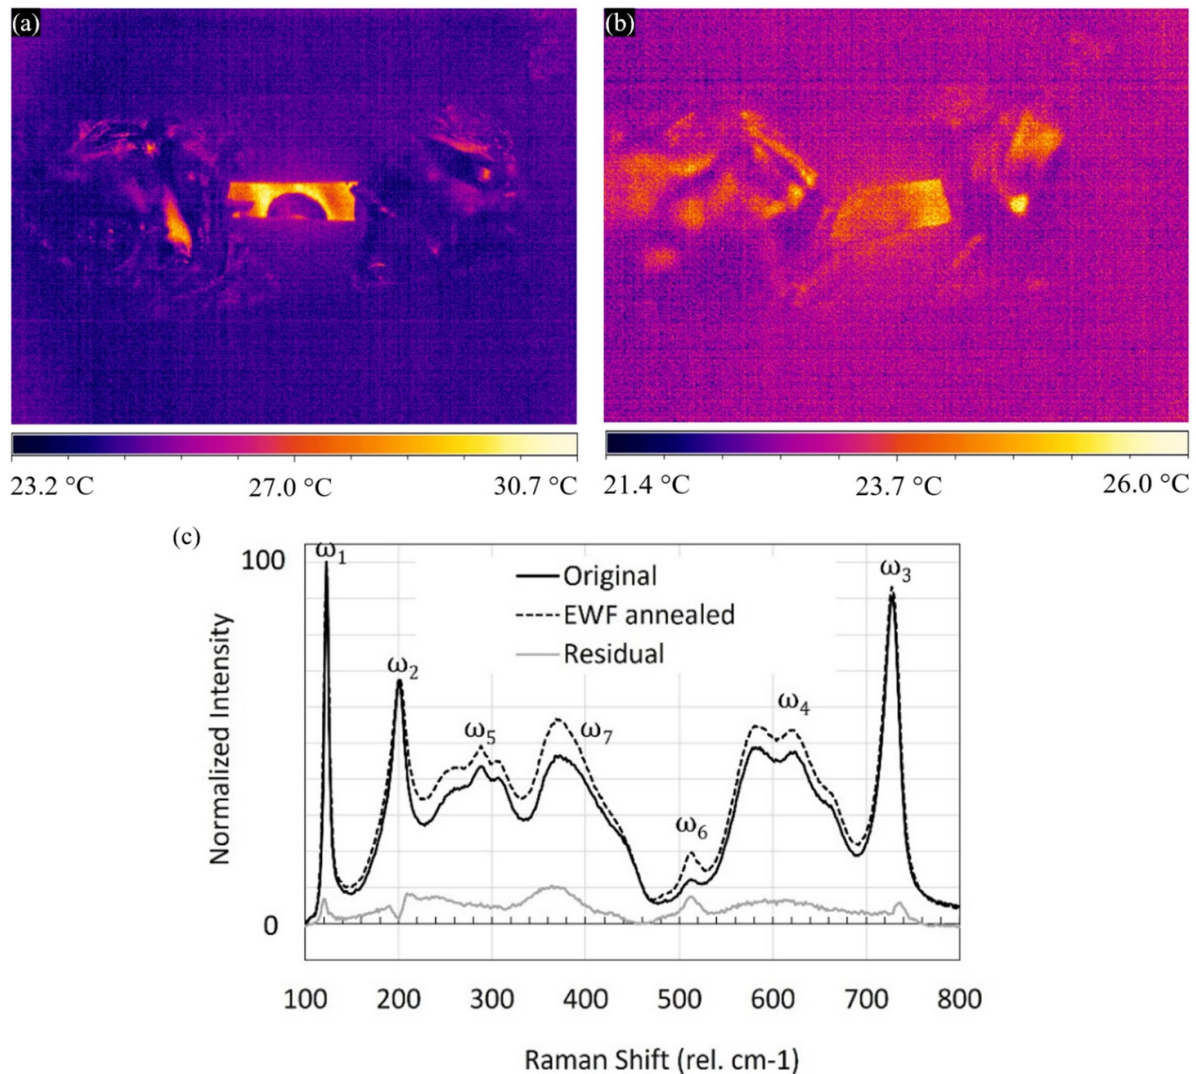 (a)
(b)
23.2 °C 27.0 °C 30.7 °C
21.4 °C 23.7 °C 26.0 °C
(c)
100
0
Normalized Intensity
ω1
ω2
ω5
ω7
ω6
ω4
ω3
Original
EWF annealed
Residual
100 200 300 400 500 600 700 800
Raman Shift (rel. cm-1)